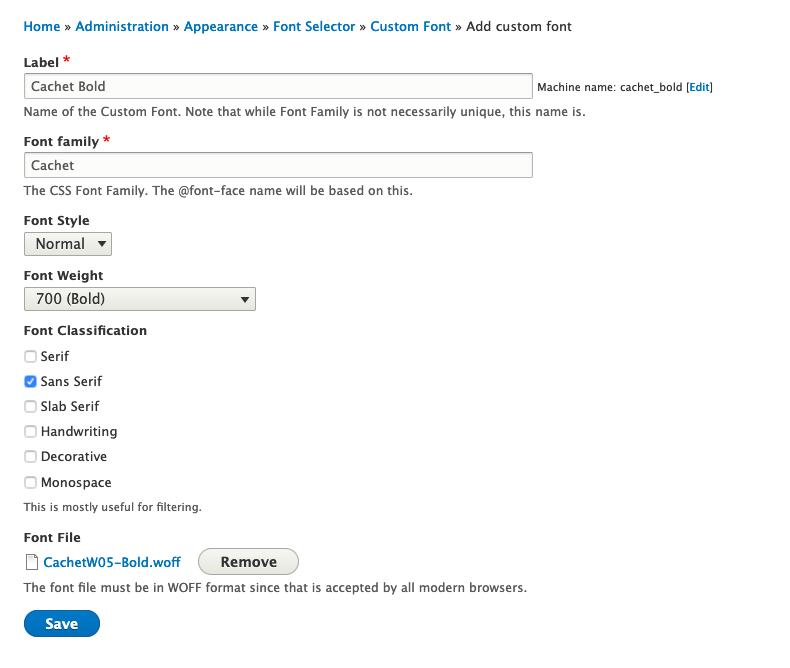 Home » Administration » Appearance » Font Selector » Custom Font » Add custom font
Label *
Cachet Bold
Machine name: cachet_bold [Edit]
Name of the Custom Font. Note that while Font Family is not necessarily unique, this name is.
Font family *
Cachet
The CSS Font Family. The @font-face name will be based on this.
Font Style
Normal
Font Weight
700 (Bold)
Font Classification
Serif
Sans Serif
Slab Serif
Handwriting
Decorative
Monospace
This is mostly useful for filtering.
Font File
CachetW05-Bold.woff Remove
The font file must be in WOFF format since that is accepted by all modern browsers.
Save